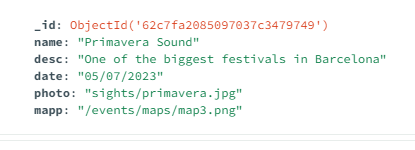 _id: ObjectId('62c7fa2085097037c3479749')
name: "Primavera Sound"
desc: "One of the biggest festivals in Barcelona"
date: "05/07/2023"
photo: "sights/primavera.jpg"
mapp: "/events/maps/map3.png"